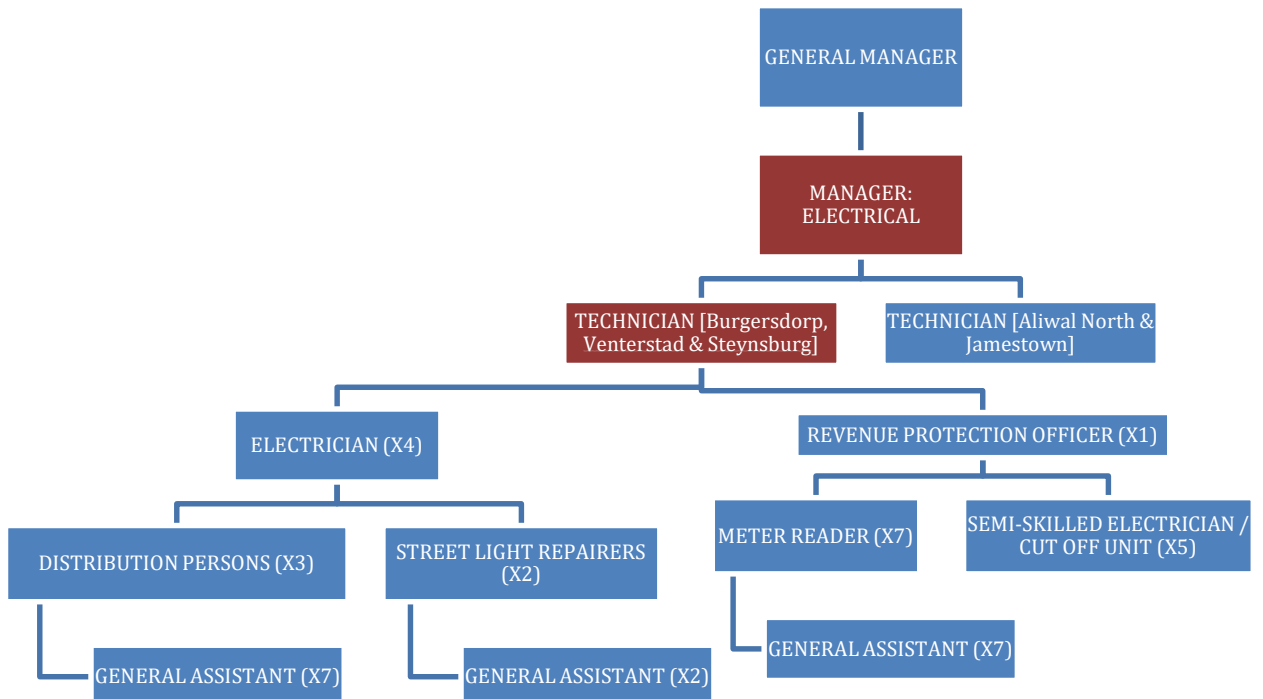 GENERAL MANAGER
MANAGER:
ELECTRICAL
TECHNICIAN [Burgersdorp,
Venterstad & Steynsburg]
TECHNICIAN [Aliwal North &
Jamestown]
ELECTRICIAN (X4)
REVENUE PROTECTION OFFICER (X1)
DISTRIBUTION PERSONS (X3)
STREET LIGHT REPAIRERS
(X2)
METER READER (X7)
SEMI-SKILLED ELECTRICIAN /
CUT OFF UNIT (X5)
GENERAL ASSISTANT (X7)
GENERAL ASSISTANT (X2)
GENERAL ASSISTANT (X7)